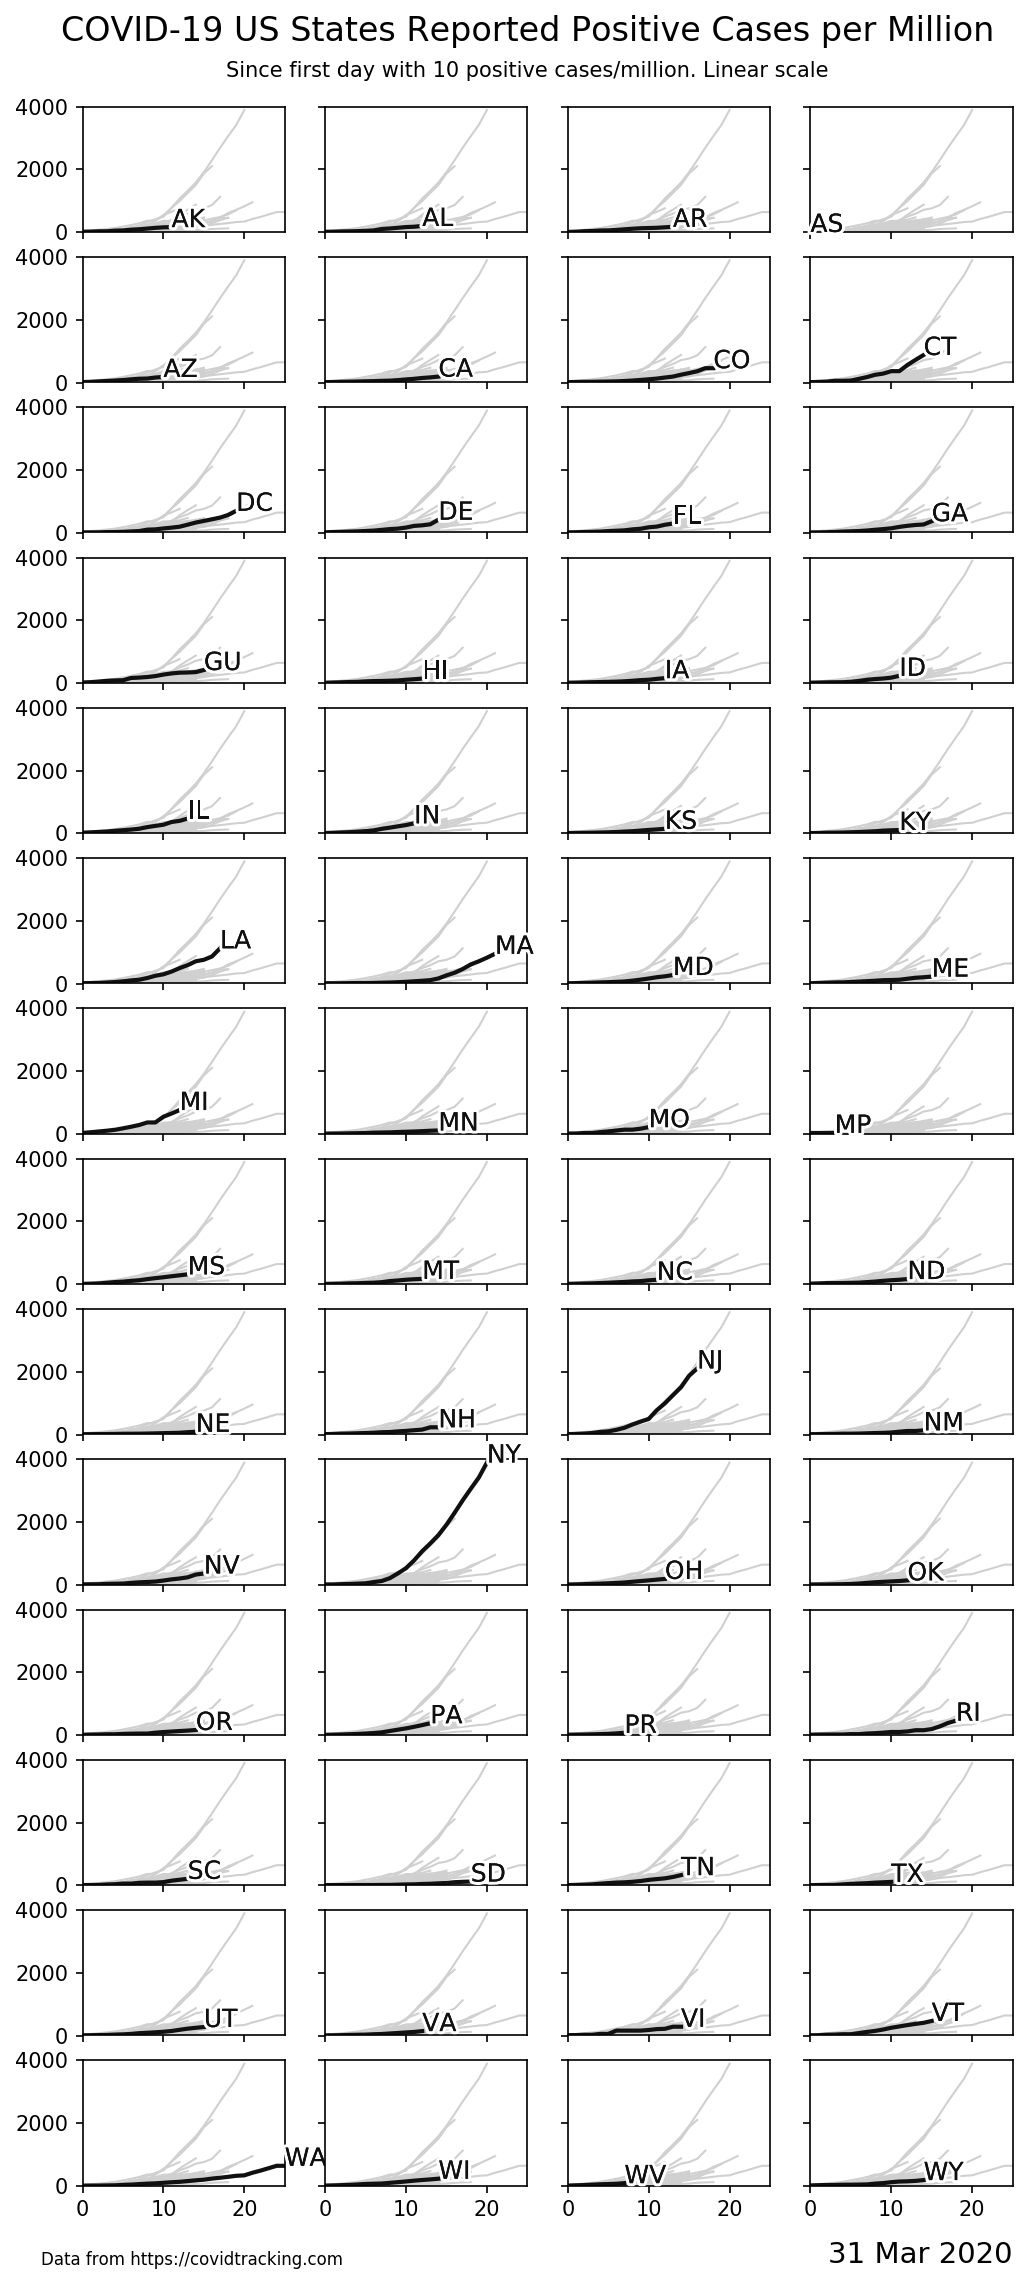 COVID-19 US States Reported Positive Cases per Million
Since first day with 10 positive cases/million. Linear scale
4000
2000
0
AK
AL
AR
AS
4000
2000
0
AZ
CA
CO
CT
4000
2000
0
DC
DE
FL
GA
4000
2000
0
GU
HI
IA
ID
4000
2000
0
IL
IN
KS
KY
4000
2000
0
LA
MA
MD
ME
4000
2000
0
MI
MN
MO
MP
4000
2000
0
MS
MT
NC
ND
4000
2000
0
NE
NH
NJ
NM
4000
2000
0
NV
NY
OH
OK
4000
2000
0
OR
PA
PR
RI
4000
2000
0
SC
SD
TN
TX
4000
2000
0
UT
VA
VI
VT
4000
2000
0
WA
WI
WV
WY
0 10 20 0 10 20 0 10 20 0 10 20
Data from https://covidtracking.com
31 Mar 2020